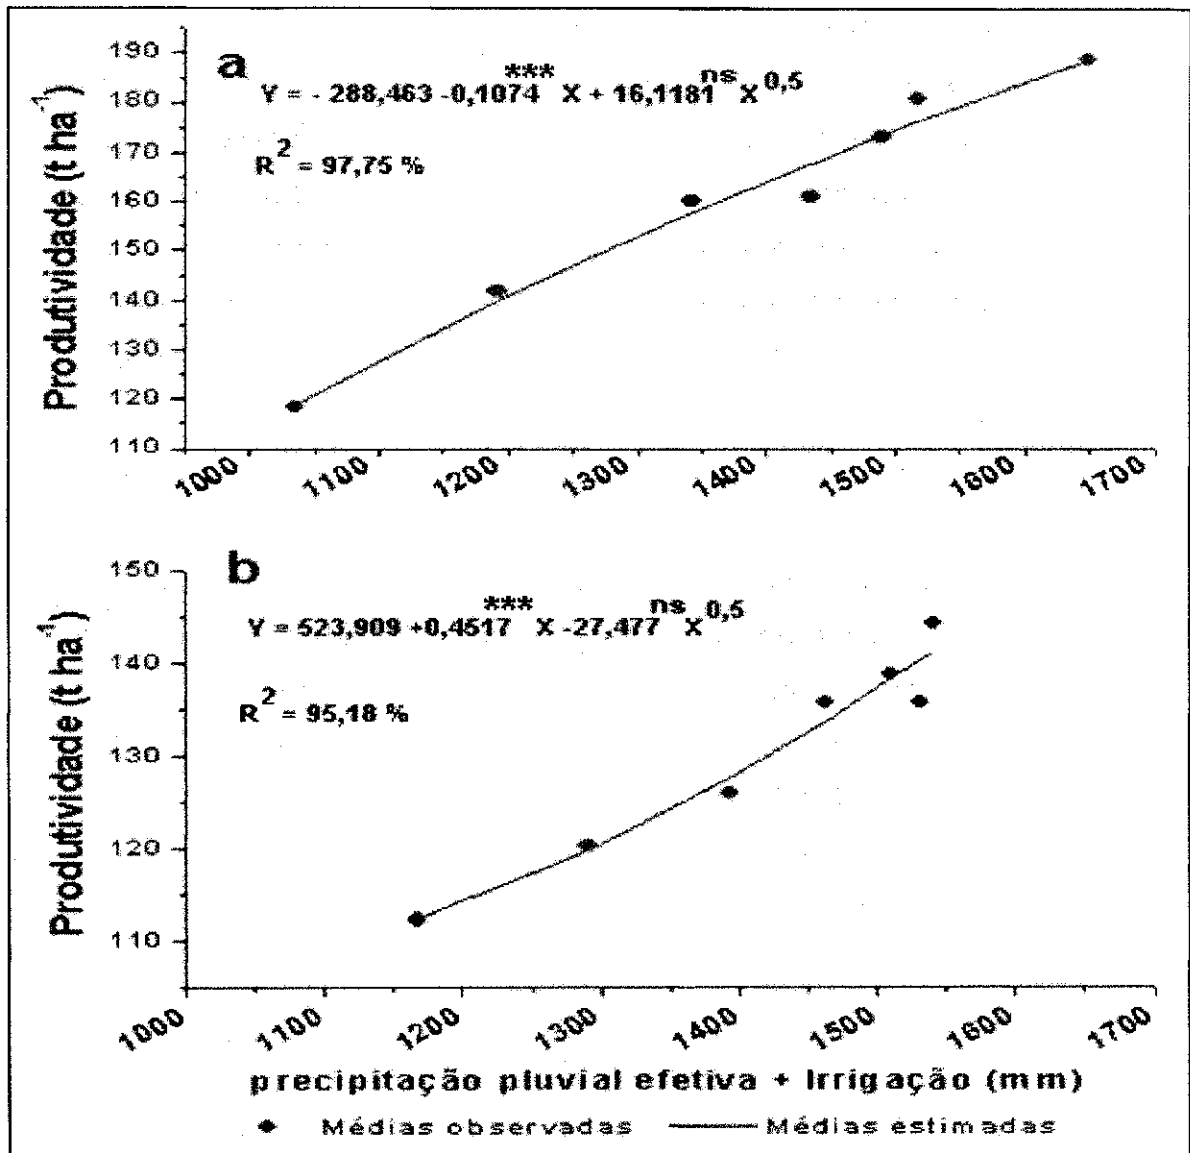 a
Y = - 288,463 -0,1074*** X + 16,1181ns X0,5
R2 = 97,75 %
Produtividade (t ha-1)
190
180
170
160
150
140
130
120
110
1000 1100 1200 1300 1400 1500 1600 1700
b
Y = 523,909 +0,4517*** X -27,477ns X0,5
R2 = 95,18 %
Produtividade (t ha-1)
150
140
130
120
110
1000 1100 1200 1300 1400 1500 1600 1700
precipitação pluvial efetiva + Irrigação (mm)
Médias observadas Médias estimadas